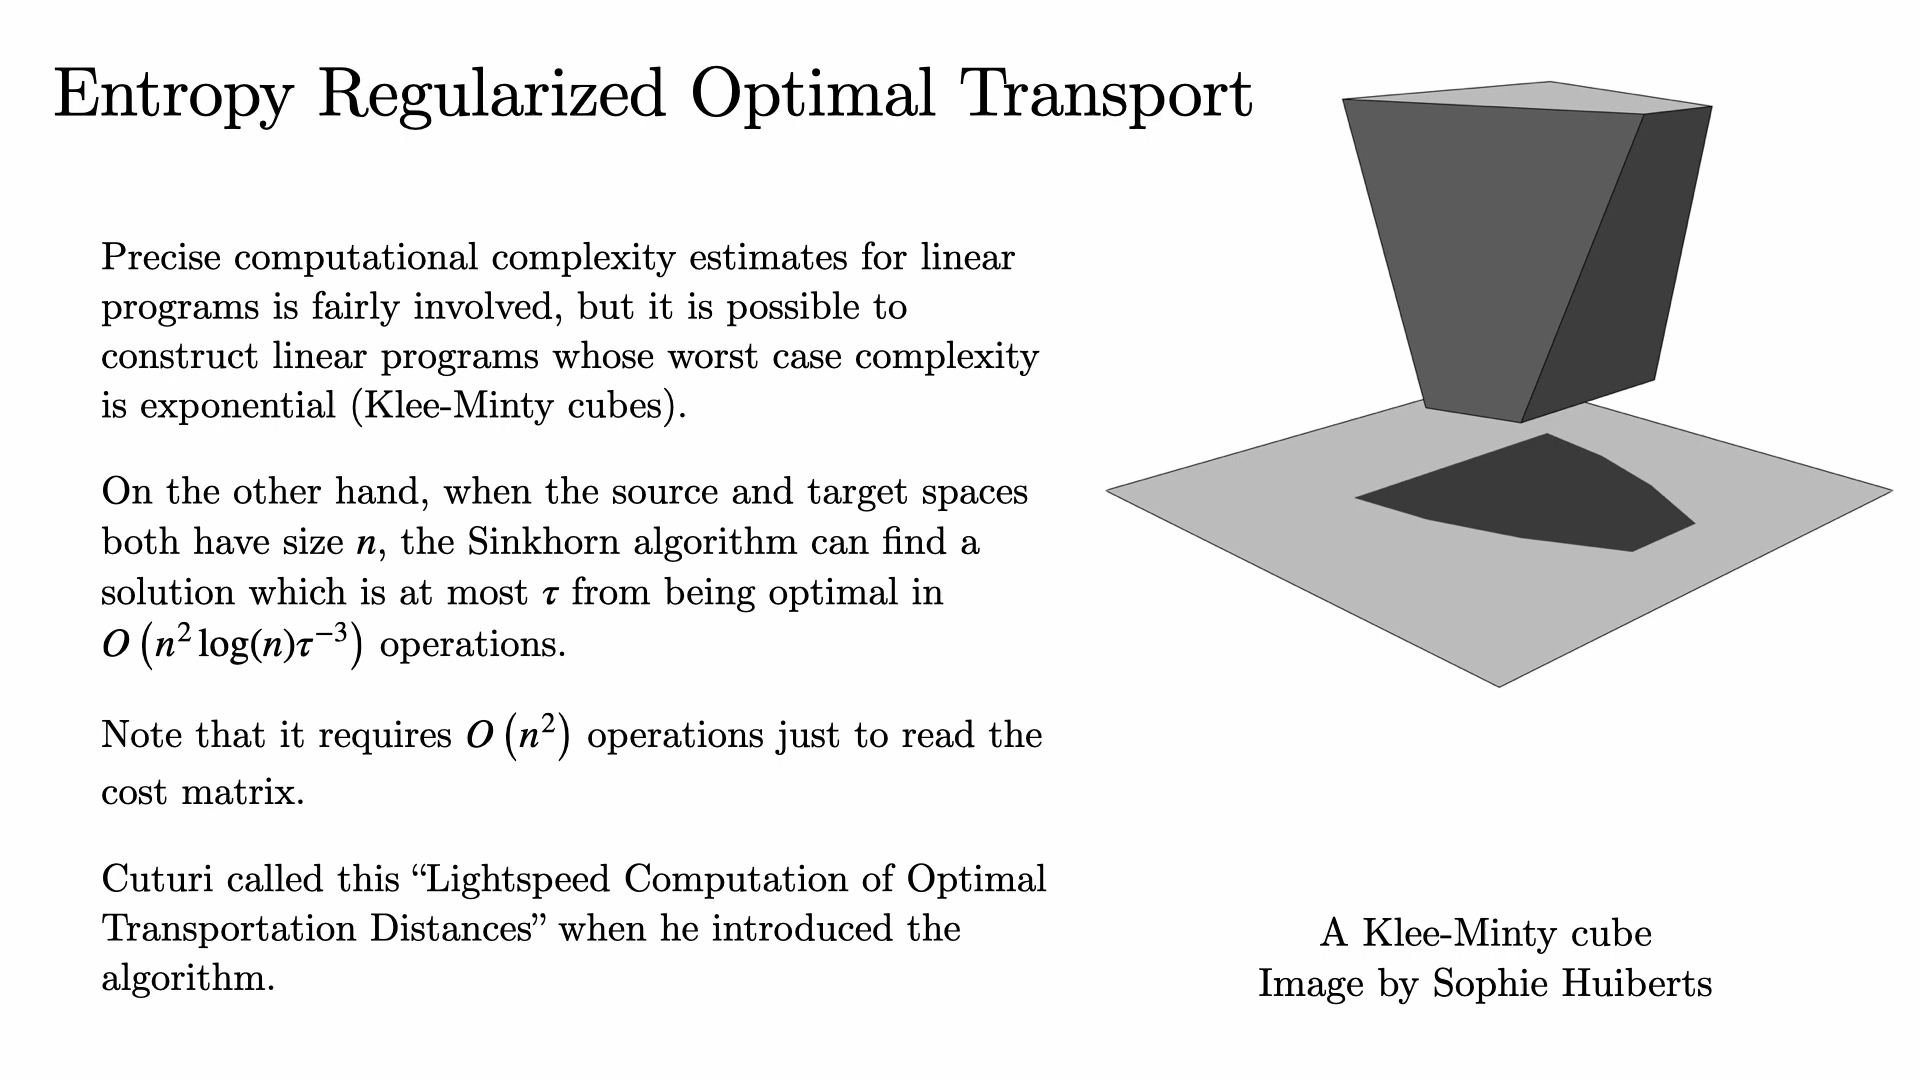 Entropy Regularized Optimal Transport
Precise computational complexity estimates for linear
programs is fairly involved, but it is possible to
construct linear programs whose worst case complexity
is exponential (Klee-Minty cubes).
On the other hand, when the source and target spaces
both have size n, the Sinkhorn algorithm can find a
solution which is at most τ from being optimal in
O (n² log(n)τ⁻³) operations.
Note that it requires O (n²) operations just to read the
cost matrix.
Cuturi called this “Lightspeed Computation of Optimal
Transportation Distances” when he introduced the
algorithm.
A Klee-Minty cube
Image by Sophie Huiberts